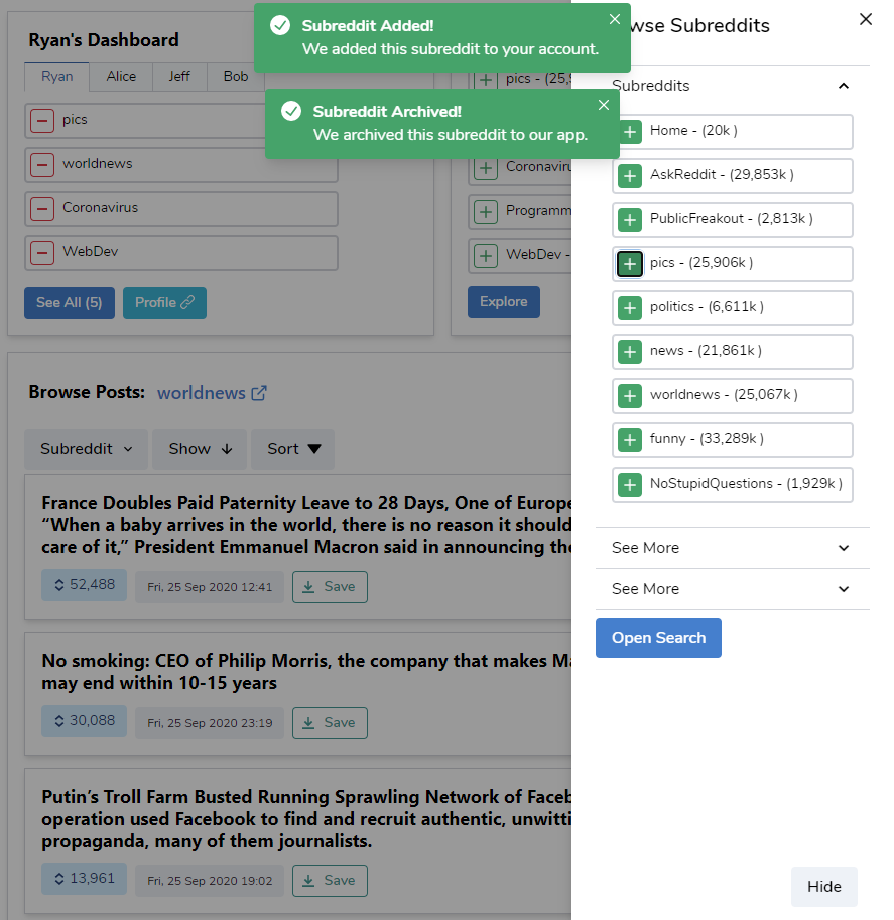 Ryan's Dashboard
Ryan
Alice
Jeff
Bob
pics
worldnews
Coronavirus
WebDev
See All (5)
Profile
Subreddit Added!
We added this subreddit to your account.
Subreddit Archived!
We archived this subreddit to our app.
pics - (25,
Coronaviru
Programm
WebDev -
Explore
Browse Posts: worldnews
Subreddit
Show
Sort
France Doubles Paid Paternity Leave to 28 Days, One of Europe
“When a baby arrives in the world, there is no reason it should
care of it,” President Emmanuel Macron said in announcing the
52,488
Fri, 25 Sep 2020 12:41
Save
No smoking: CEO of Philip Morris, the company that makes Ma
may end within 10-15 years
30,088
Fri, 25 Sep 2020 23:19
Save
Putin’s Troll Farm Busted Running Sprawling Network of Faceb
operation used Facebook to find and recruit authentic, unwitti
propaganda, many of them journalists.
13,961
Fri, 25 Sep 2020 19:02
Save
wse Subreddits
Subreddits
Home - (20k )
AskReddit - (29,853k )
PublicFreakout - (2,813k )
pics - (25,906k )
politics - (6,611k )
news - (21,861k )
worldnews - (25,067k )
funny - (33,289k )
NoStupidQuestions - (1,929k )
See More
See More
Open Search
Hide